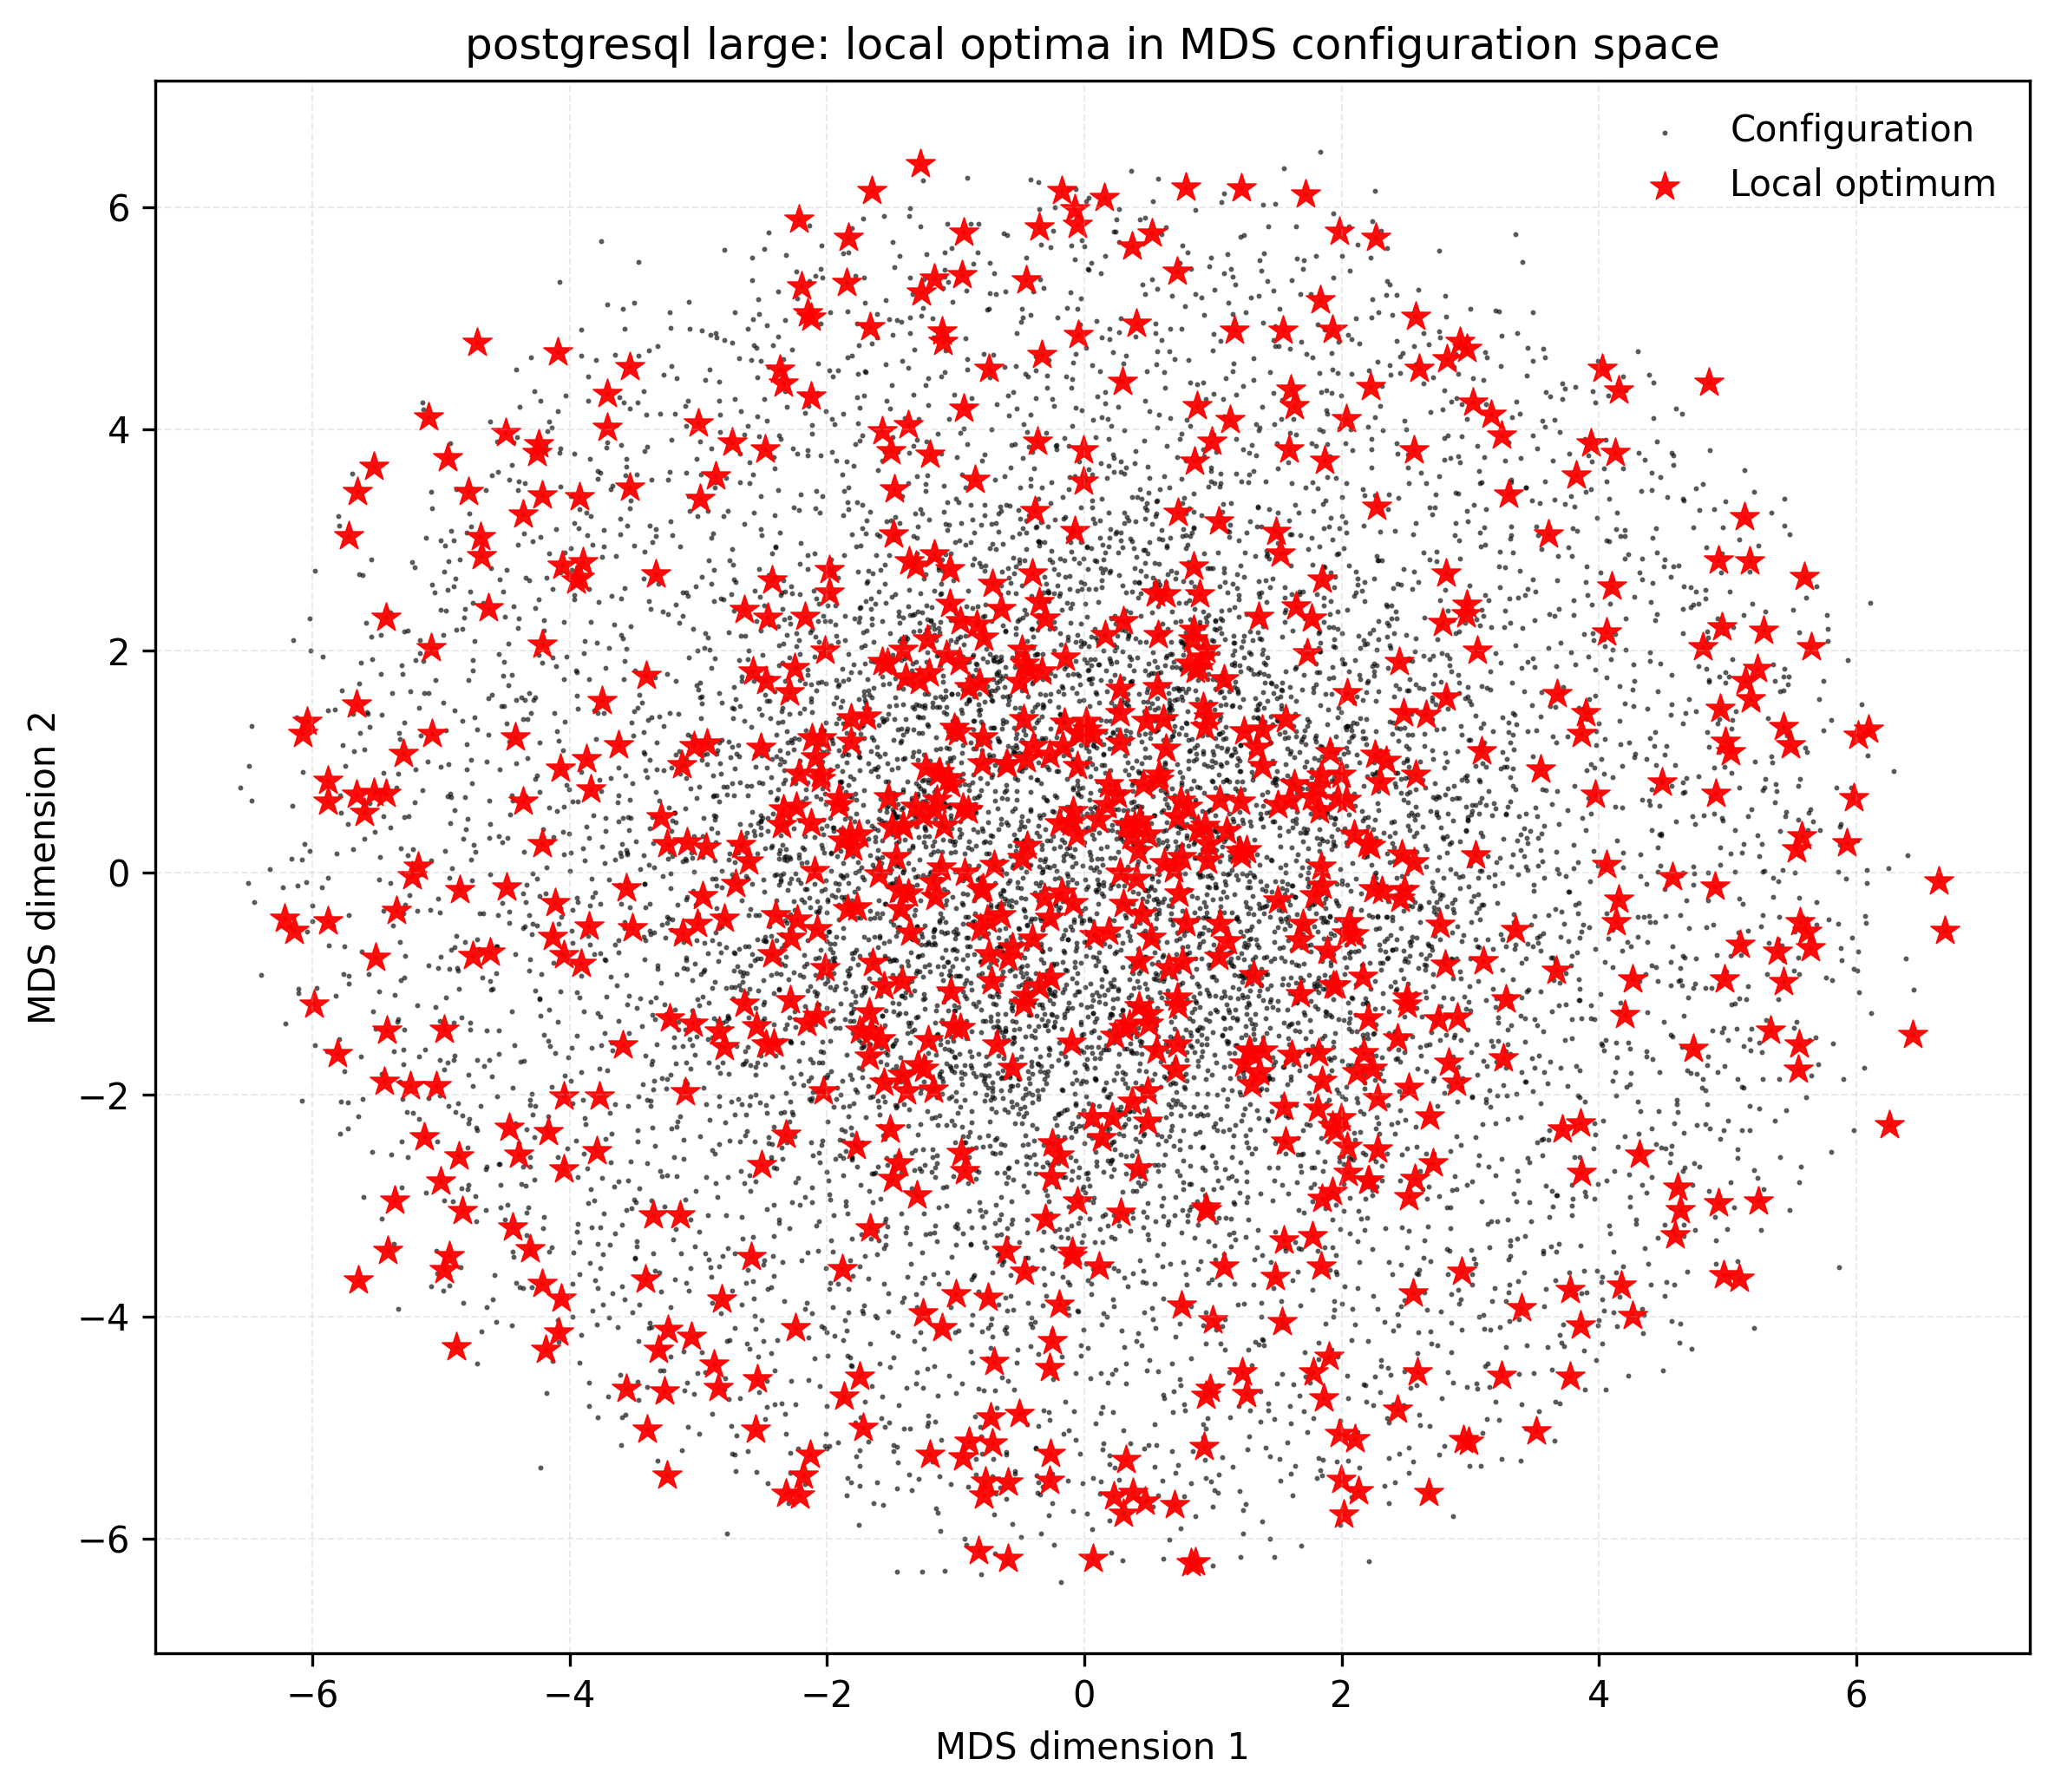 postgresql large: local optima in MDS configuration space
Configuration
Local optimum
MDS dimension 2
6
4
2
0
−2
−4
−6
−6 −4 −2 0 2 4 6
MDS dimension 1